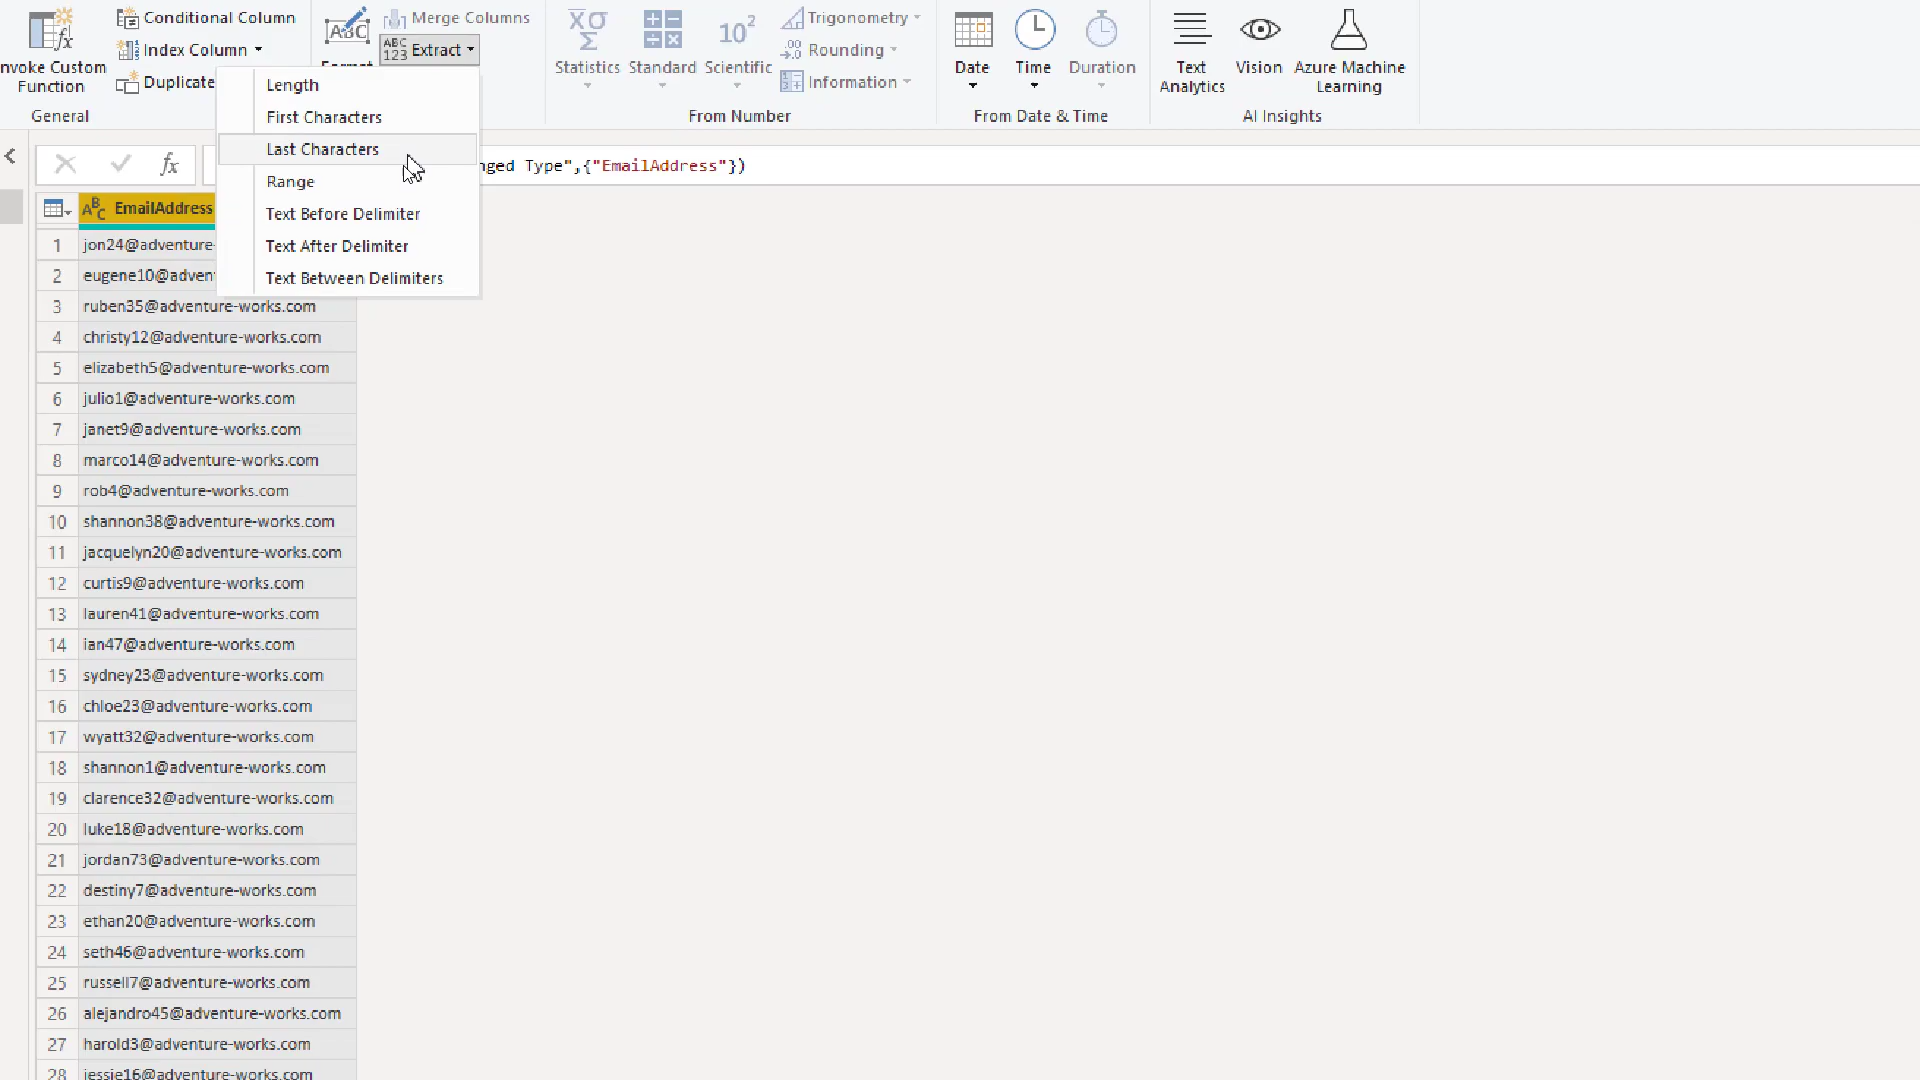 Conditional Column
Index Column
Duplicate
nvoke Custom
Function
General
ABC
Merge Columns
ABC
123 Extract
Length
First Characters
Last Characters
Range
Text Before Delimiter
Text After Delimiter
Text Between Delimiters
Statistics
Standard
10² Scientific
Trigonometry
.00 Rounding
Information
From Number
Date
Time
Duration
From Date & Time
Text
Analytics
Vision
Azure Machine
Learning
AI Insights
fx
nged Type",{"EmailAddress"})
ABC EmailAddress
1 jon24@adventure-
2 eugene10@advent
3 ruben35@adventure-works.com
4 christy12@adventure-works.com
5 elizabeth5@adventure-works.com
6 julio1@adventure-works.com
7 janet9@adventure-works.com
8 marco14@adventure-works.com
9 rob4@adventure-works.com
10 shannon38@adventure-works.com
11 jacquelyn20@adventure-works.com
12 curtis9@adventure-works.com
13 lauren41@adventure-works.com
14 ian47@adventure-works.com
15 sydney23@adventure-works.com
16 chloe23@adventure-works.com
17 wyatt32@adventure-works.com
18 shannon1@adventure-works.com
19 clarence32@adventure-works.com
20 luke18@adventure-works.com
21 jordan73@adventure-works.com
22 destiny7@adventure-works.com
23 ethan20@adventure-works.com
24 seth46@adventure-works.com
25 russell7@adventure-works.com
26 alejandro45@adventure-works.com
27 harold3@adventure-works.com
28 jessie16@adventure-works.com